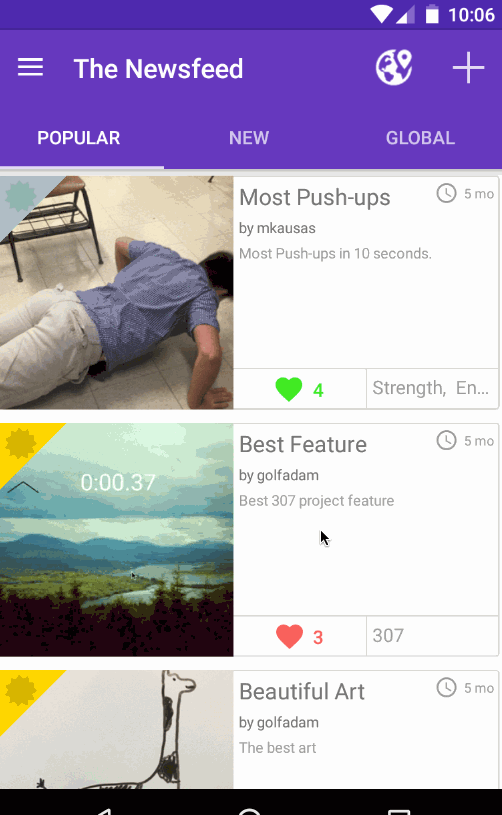 10:06
The Newsfeed
POPULAR NEW GLOBAL
Most Push-ups
5 mo
by mkausas
Most Push-ups in 10 seconds.
4
Strength, En...
0:00.37
Best Feature
5 mo
by golfadam
Best 307 project feature
3
307
Beautiful Art
5 mo
by golfadam
The best art